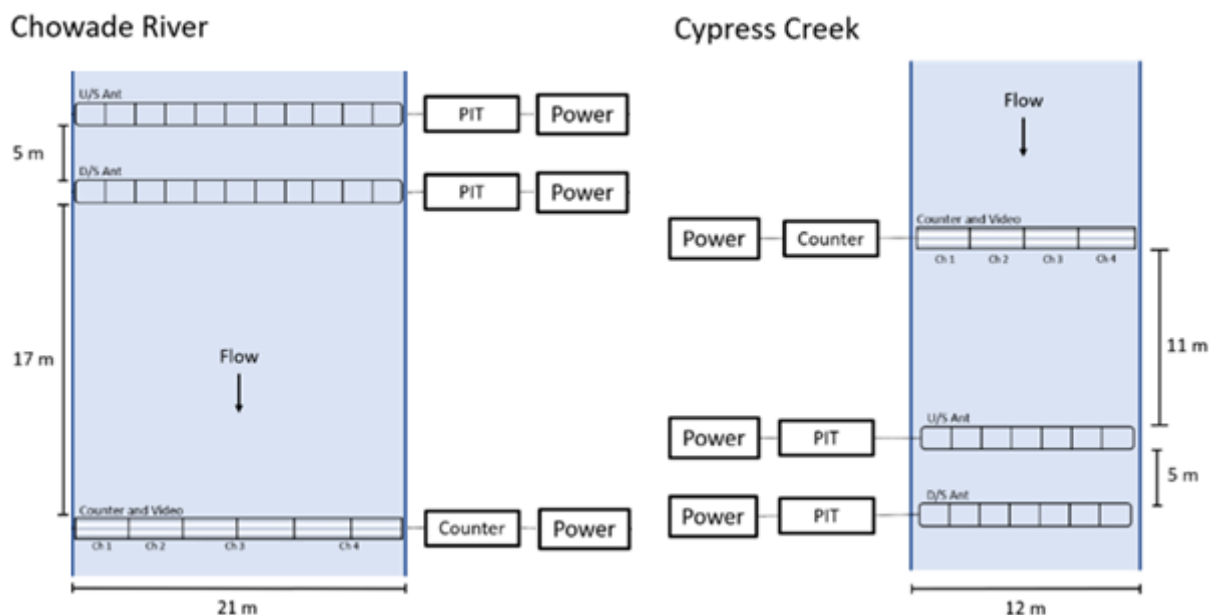 Chowade River
U/S Ant
PIT
Power
5 m
D/S Ant
PIT
Power
17 m
Flow
Counter and Video
Ch 1 Ch 2 Ch 3 Ch 4
Counter
Power
21 m
Cypress Creek
Flow
Power
Counter
Counter and Video
Ch 1 Ch 2 Ch 3 Ch 4
11 m
U/S Ant
Power
PIT
5 m
D/S Ant
Power
PIT
12 m